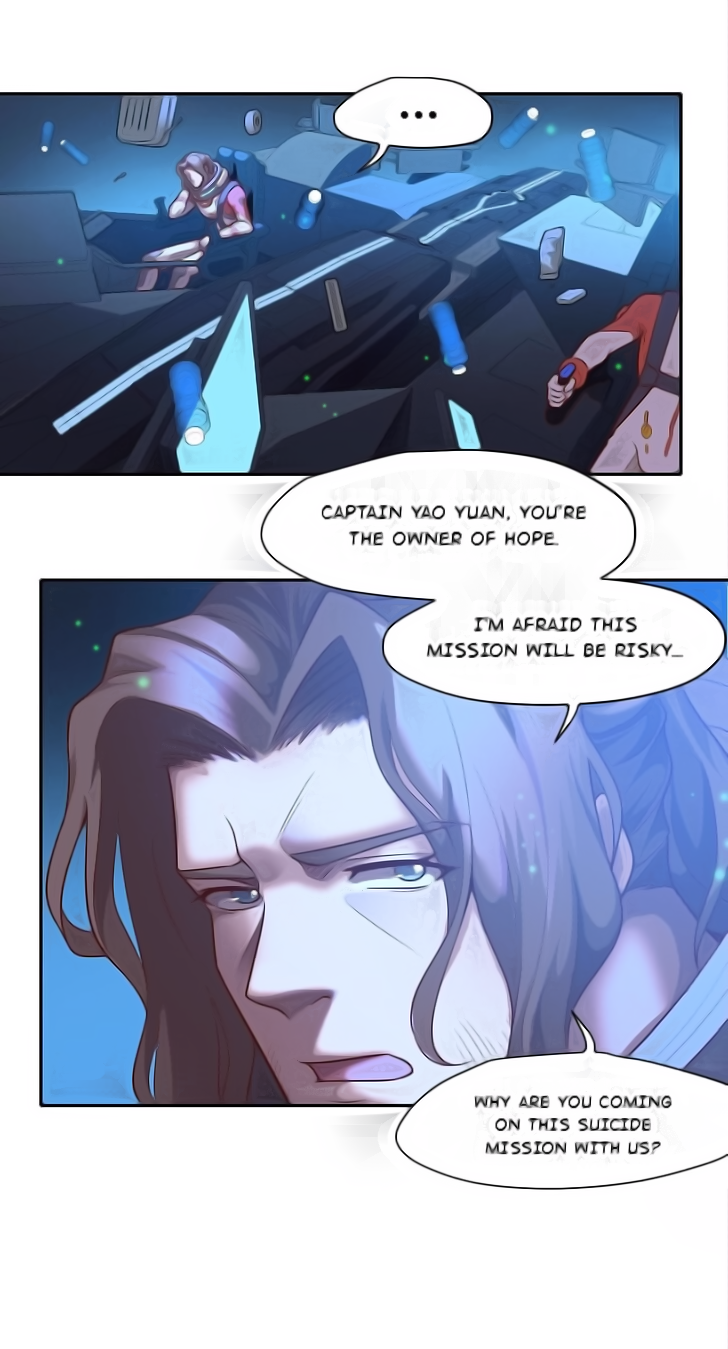 ...
CAPTAIN YAO YUAN, YOU'RE
THE OWNER OF HOPE.
I'M AFRAID THIS
MISSION WILL BE RISKY...
WHY ARE YOU COMING
ON THIS SUICIDE
MISSION WITH US?